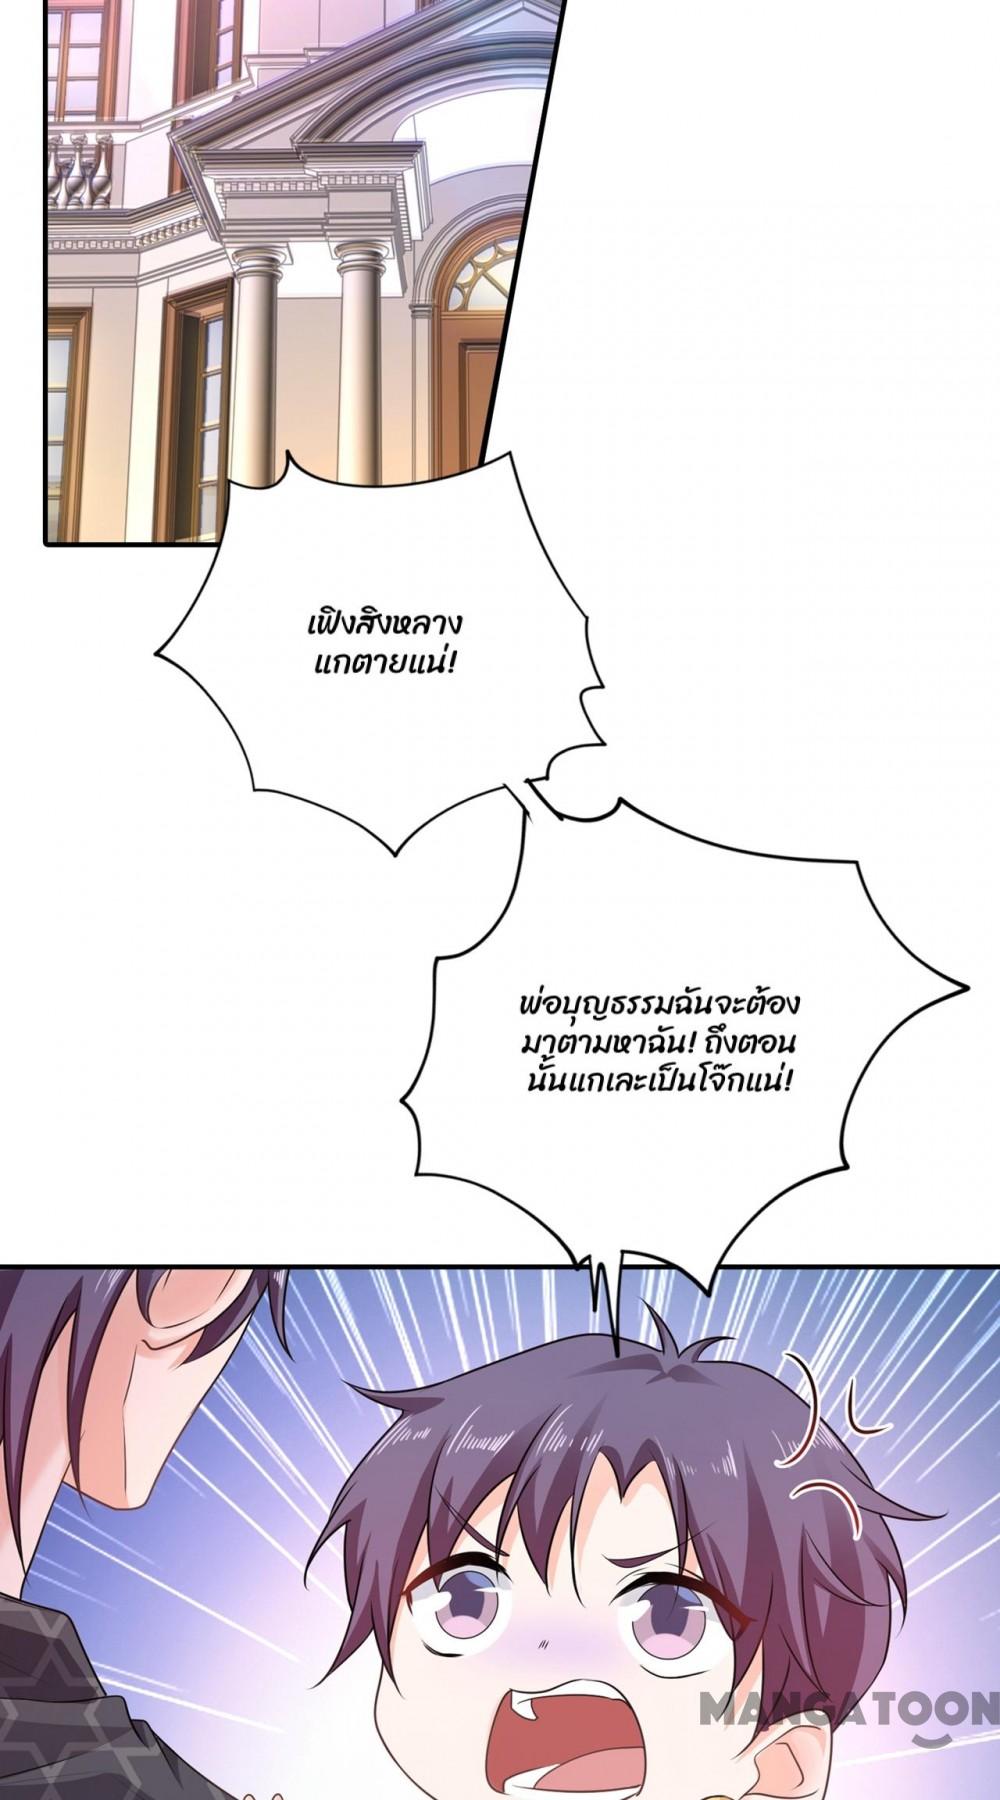 เฟิงสิงหลาง
แกตายแน่!
พ่อบุญธรรมฉันจะต้อง
มาตามหาฉัน! ถึงตอน
นั้นแกเละเป็นโจ๊กแน่!
MANGATOON